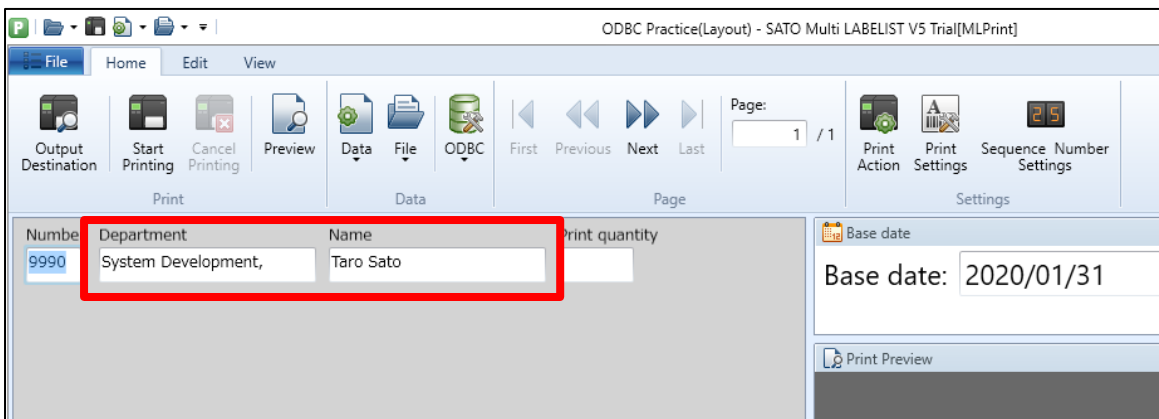 P
ODBC Practice(Layout) - SATO Multi LABELIST V5 Trial[MLPrint]
File Home Edit View
Output Destination
Start Printing
Cancel Printing
Preview
Data
File
ODBC
First
Previous
Next
Last
Page:
1 / 1
Print Action
Print Settings
25
Sequence Number Settings
Print
Data
Page
Settings
Numbe Department Name Print quantity
9990 System Development, Taro Sato
Base date
Base date: 2020/01/31
Print Preview